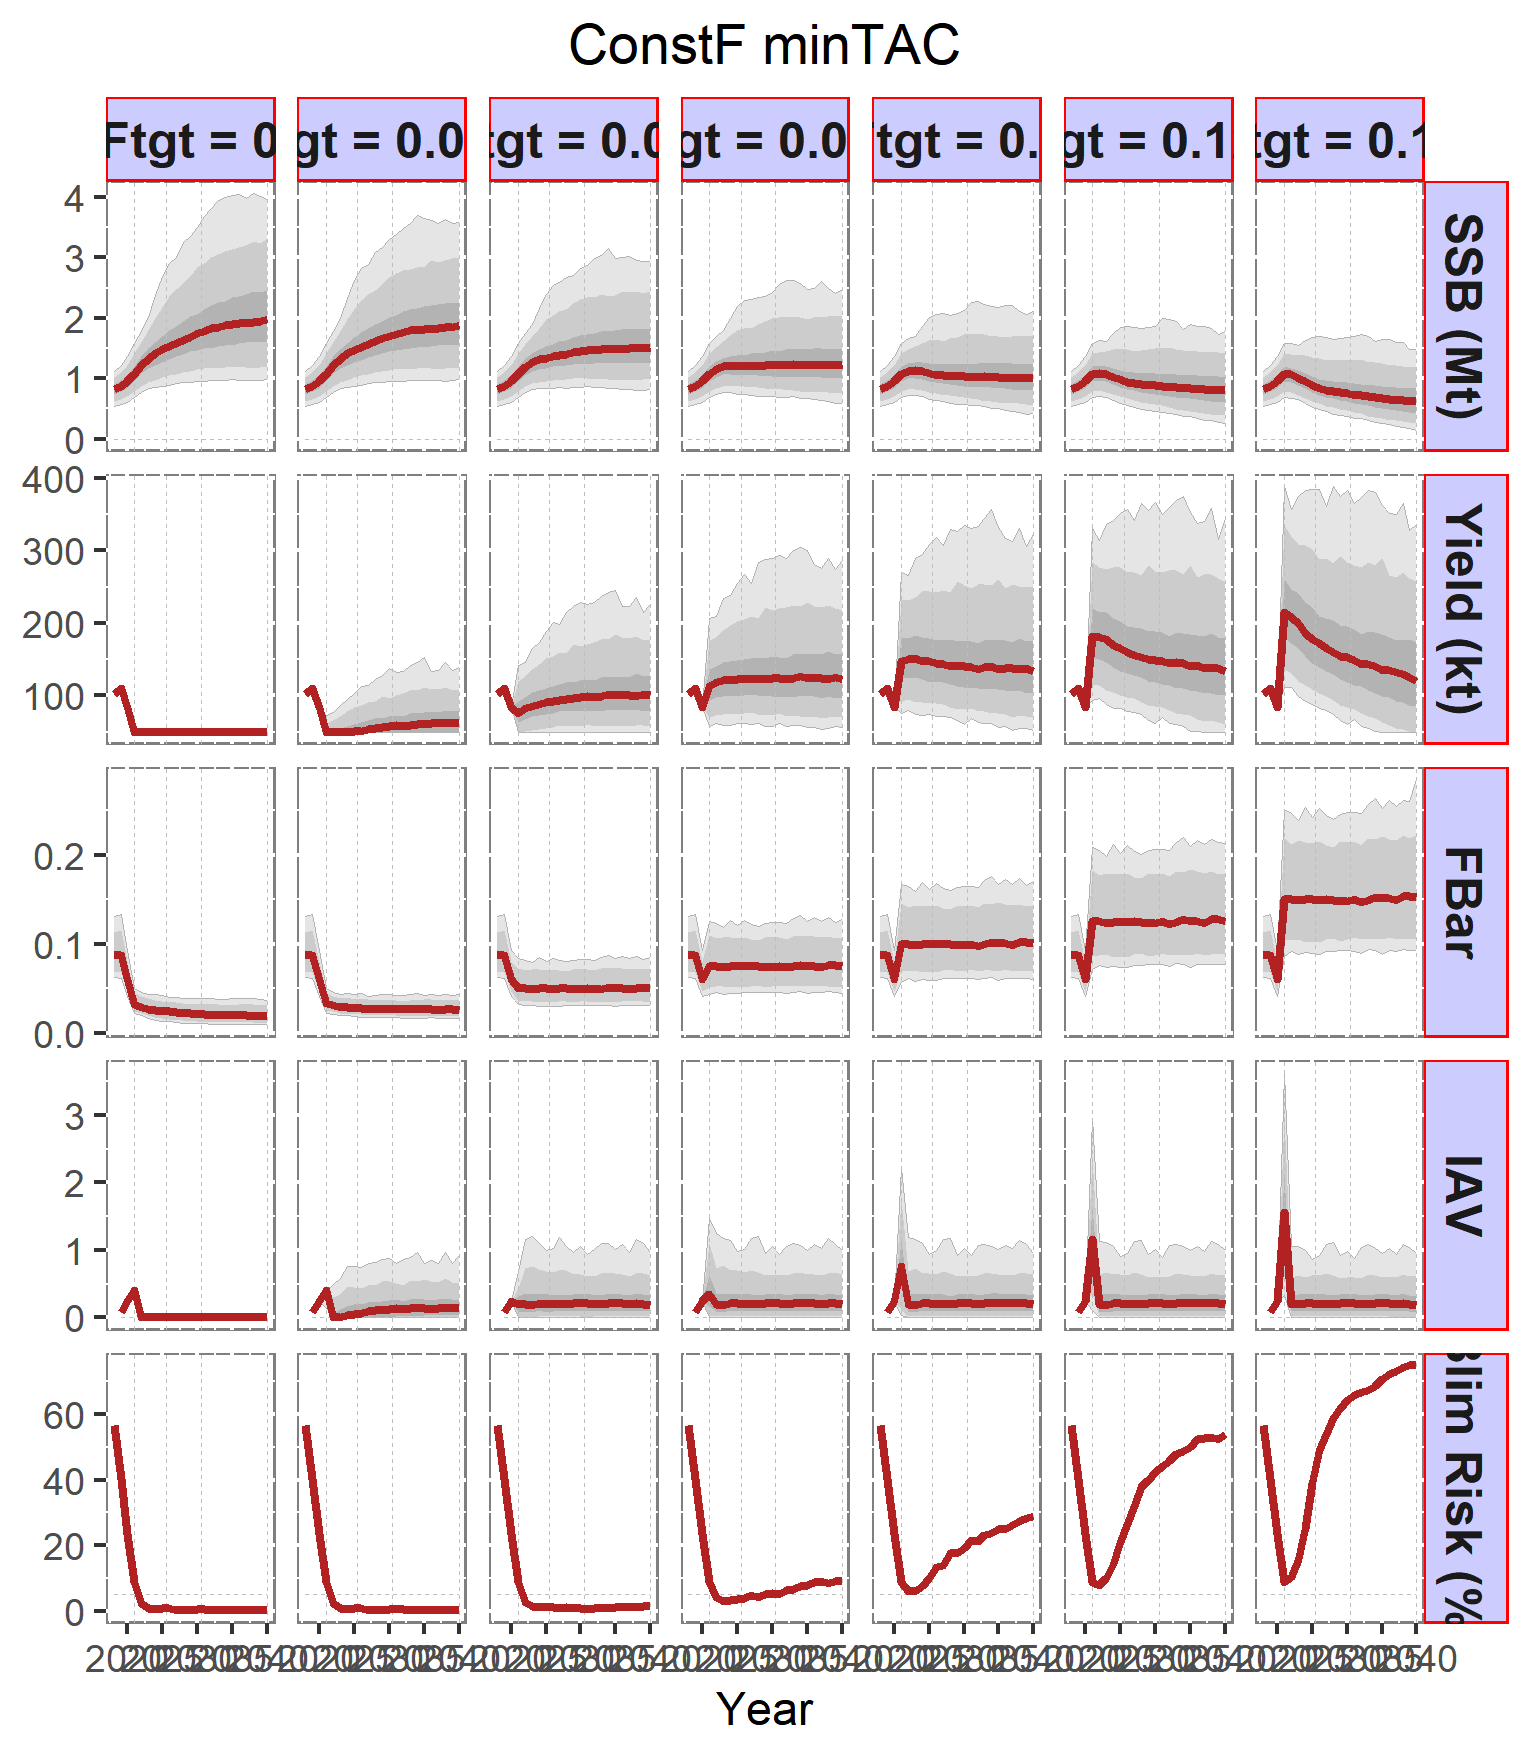 ConstF minTAC
Ftgt = 0
gt = 0.0
tgt = 0.0
gt = 0.0
tgt = 0.
gt = 0.1
tgt = 0.1
4
3
2
1
0
SSB (Mt)
400
300
200
100
Yield (kt)
0.2
0.1
0.0
FBar
3
2
1
0
IAV
60
40
20
0
Blim Risk (%
Year